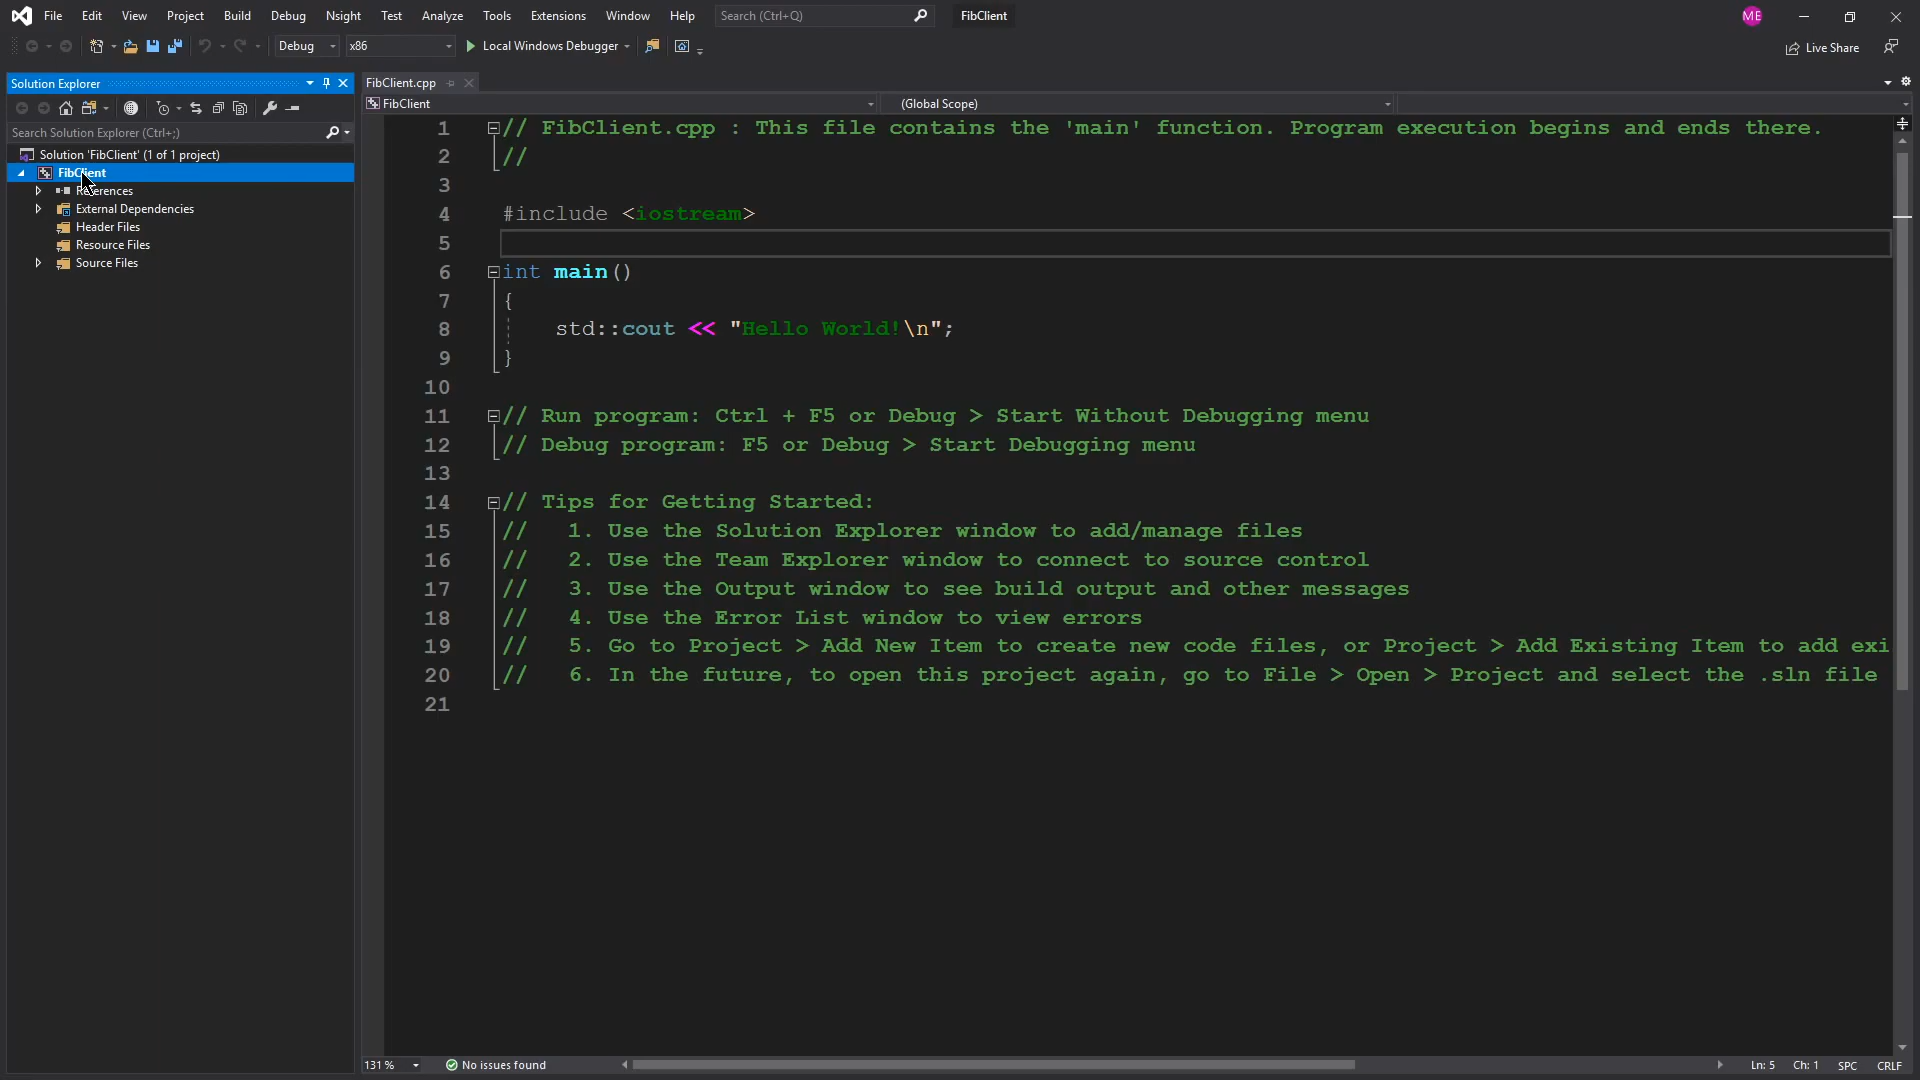 File Edit View Project Build Debug Nsight Test Analyze Tools Extensions Window Help Search (Ctrl+Q) FibClient ME
Debug x86 Local Windows Debugger Live Share
Solution Explorer
Search Solution Explorer (Ctrl+;)
Solution 'FibClient' (1 of 1 project)
FibClient
References
External Dependencies
Header Files
Resource Files
Source Files
FibClient.cpp
FibClient (Global Scope)
1 // FibClient.cpp : This file contains the 'main' function. Program execution begins and ends there.
2 //
3
4 #include <iostream>
5
6 int main()
7 {
8 std::cout << "Hello World!\n";
9 }
10
11 // Run program: Ctrl + F5 or Debug > Start Without Debugging menu
12 // Debug program: F5 or Debug > Start Debugging menu
13
14 // Tips for Getting Started:
15 // 1. Use the Solution Explorer window to add/manage files
16 // 2. Use the Team Explorer window to connect to source control
17 // 3. Use the Output window to see build output and other messages
18 // 4. Use the Error List window to view errors
19 // 5. Go to Project > Add New Item to create new code files, or Project > Add Existing Item to add exi
20 // 6. In the future, to open this project again, go to File > Open > Project and select the .sln file
21
131 % No issues found Ln: 5 Ch: 1 SPC CRLF